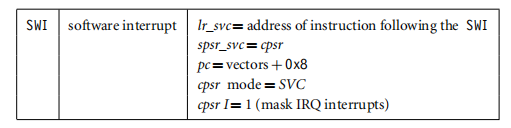 SWI software interrupt lr_svc = address of instruction following the SWI
spsr_svc = cpsr
pc = vectors + 0x8
cpsr mode = SVC
cpsr I = 1 (mask IRQ interrupts)